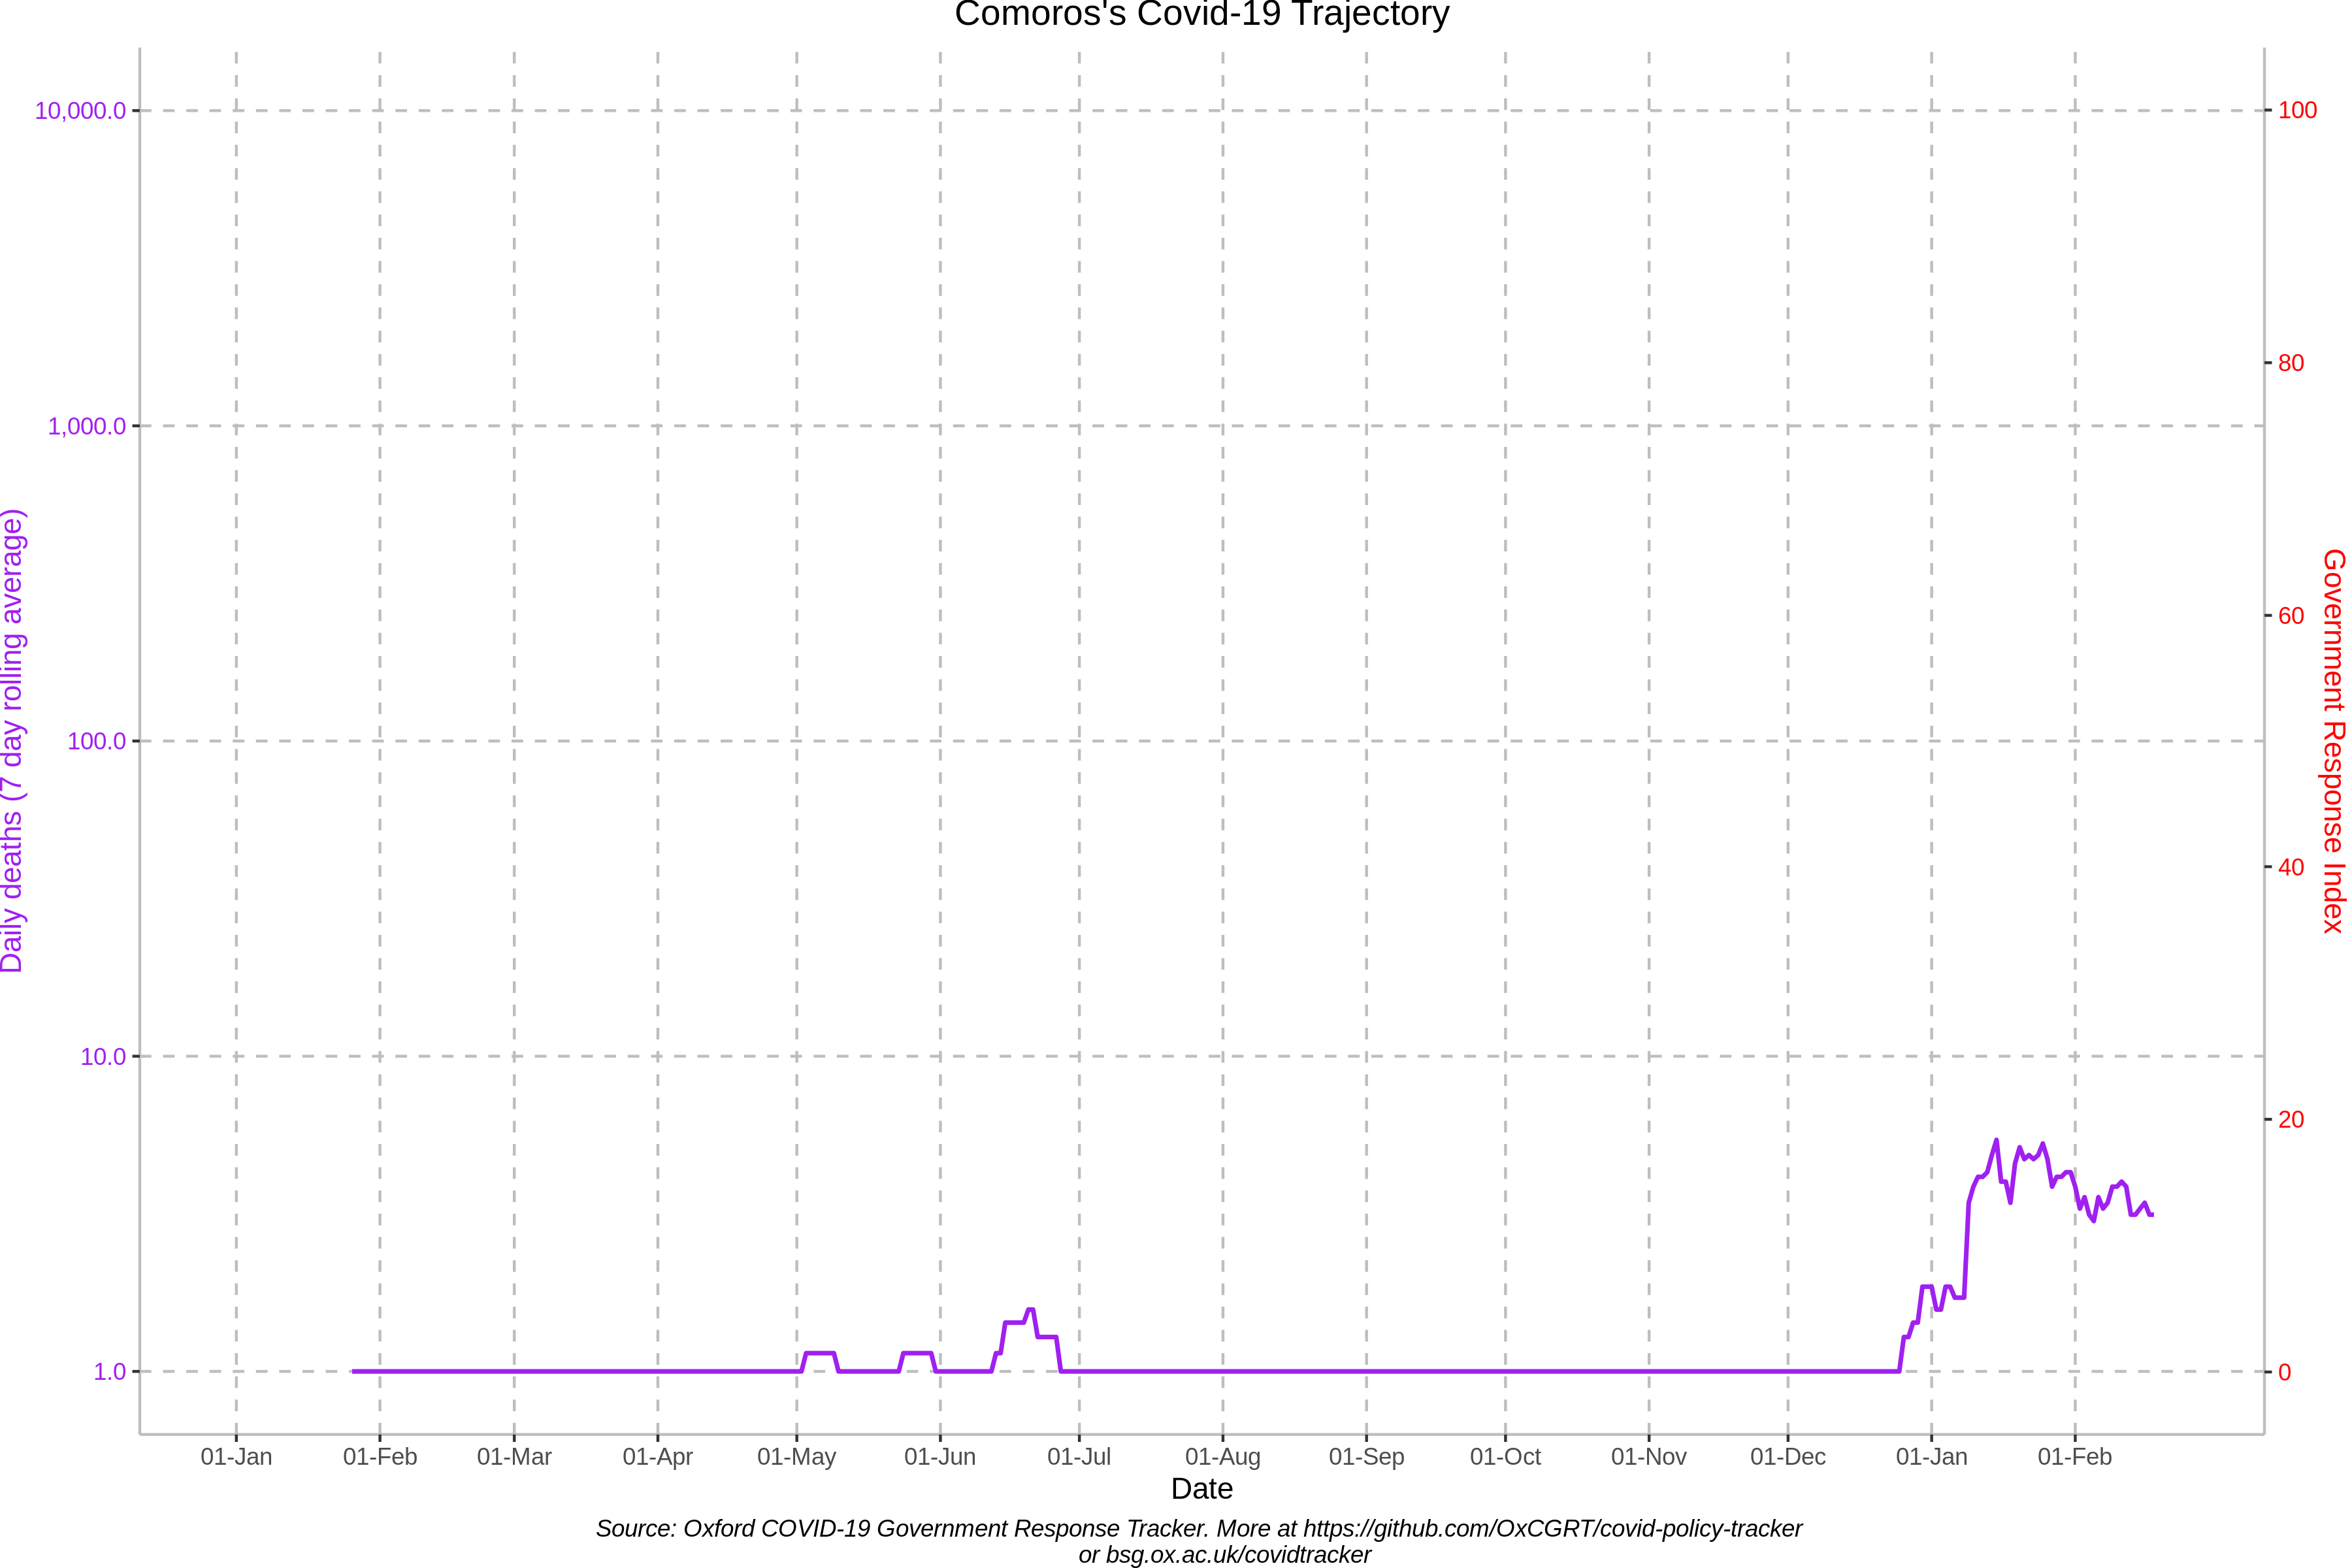 Comoros's Covid-19 Trajectory
10,000.0
1,000.0
100.0
10.0
1.0
Daily deaths (7 day rolling average)
100
80
60
40
20
0
Government Response Index
01-Jan 01-Feb 01-Mar 01-Apr 01-May 01-Jun 01-Jul 01-Aug 01-Sep 01-Oct 01-Nov 01-Dec 01-Jan 01-Feb
Date
Source: Oxford COVID-19 Government Response Tracker. More at https://github.com/OxCGRT/covid-policy-tracker
or bsg.ox.ac.uk/covidtracker